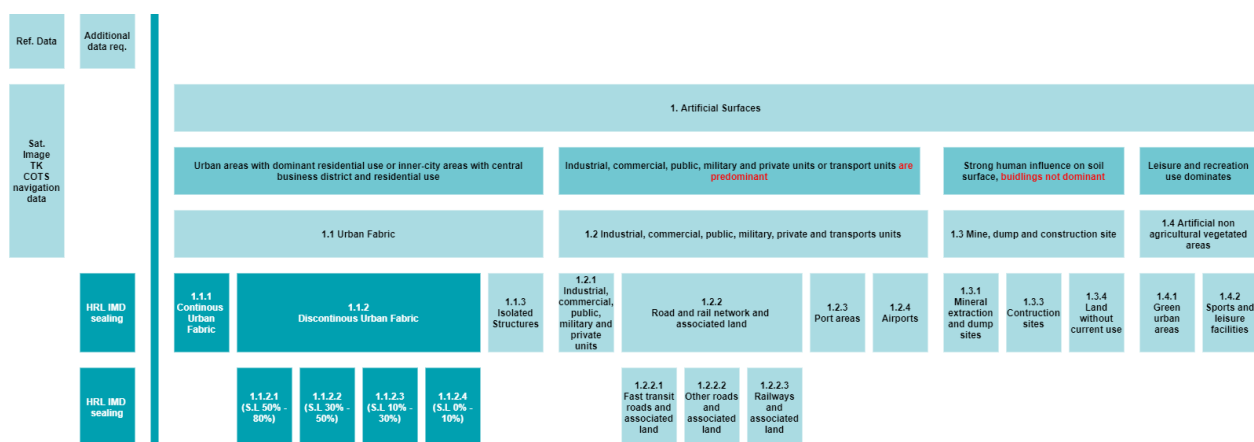 Ref. Data
Additional
data req.
1. Artificial Surfaces
Sat.
Image
TK
COTS
navigation
data
Urban areas with dominant residential use or inner-city areas with central
business district and residential use
Industrial, commercial, public, military and private units or transport units are
predominant
Strong human influence on soil
surface, buidlings not dominant
Leisure and recreation
use dominates
1.1 Urban Fabric
1.2 Industrial, commercial, public, military, private and transports units
1.3 Mine, dump and construction site
1.4 Artificial non
agricultural vegetated
areas
HRL IMD
sealing
1.1.1
Continous
Urban
Fabric
1.1.2
Discontinous Urban Fabric
1.1.3
Isolated
Structures
1.2.1
Industrial,
commercial,
public,
military and
private
units
1.2.2
Road and rail network and
associated land
1.2.3
Port areas
1.2.4
Airports
1.3.1
Mineral
extraction
and dump
sites
1.3.3
Contruction
sites
1.3.4
Land
without
current use
1.4.1
Green
urban
areas
1.4.2
Sports and
leisure
facilities
HRL IMD
sealing
1.1.2.1
(S.L 50% -
80%)
1.1.2.2
(S.L 30% -
50%)
1.1.2.3
(S.L 10% -
30%)
1.1.2.4
(S.L 0% -
10%)
1.2.2.1
Fast transit
roads and
associated
land
1.2.2.2
Other roads
and
associated
land
1.2.2.3
Railways and
associated
land